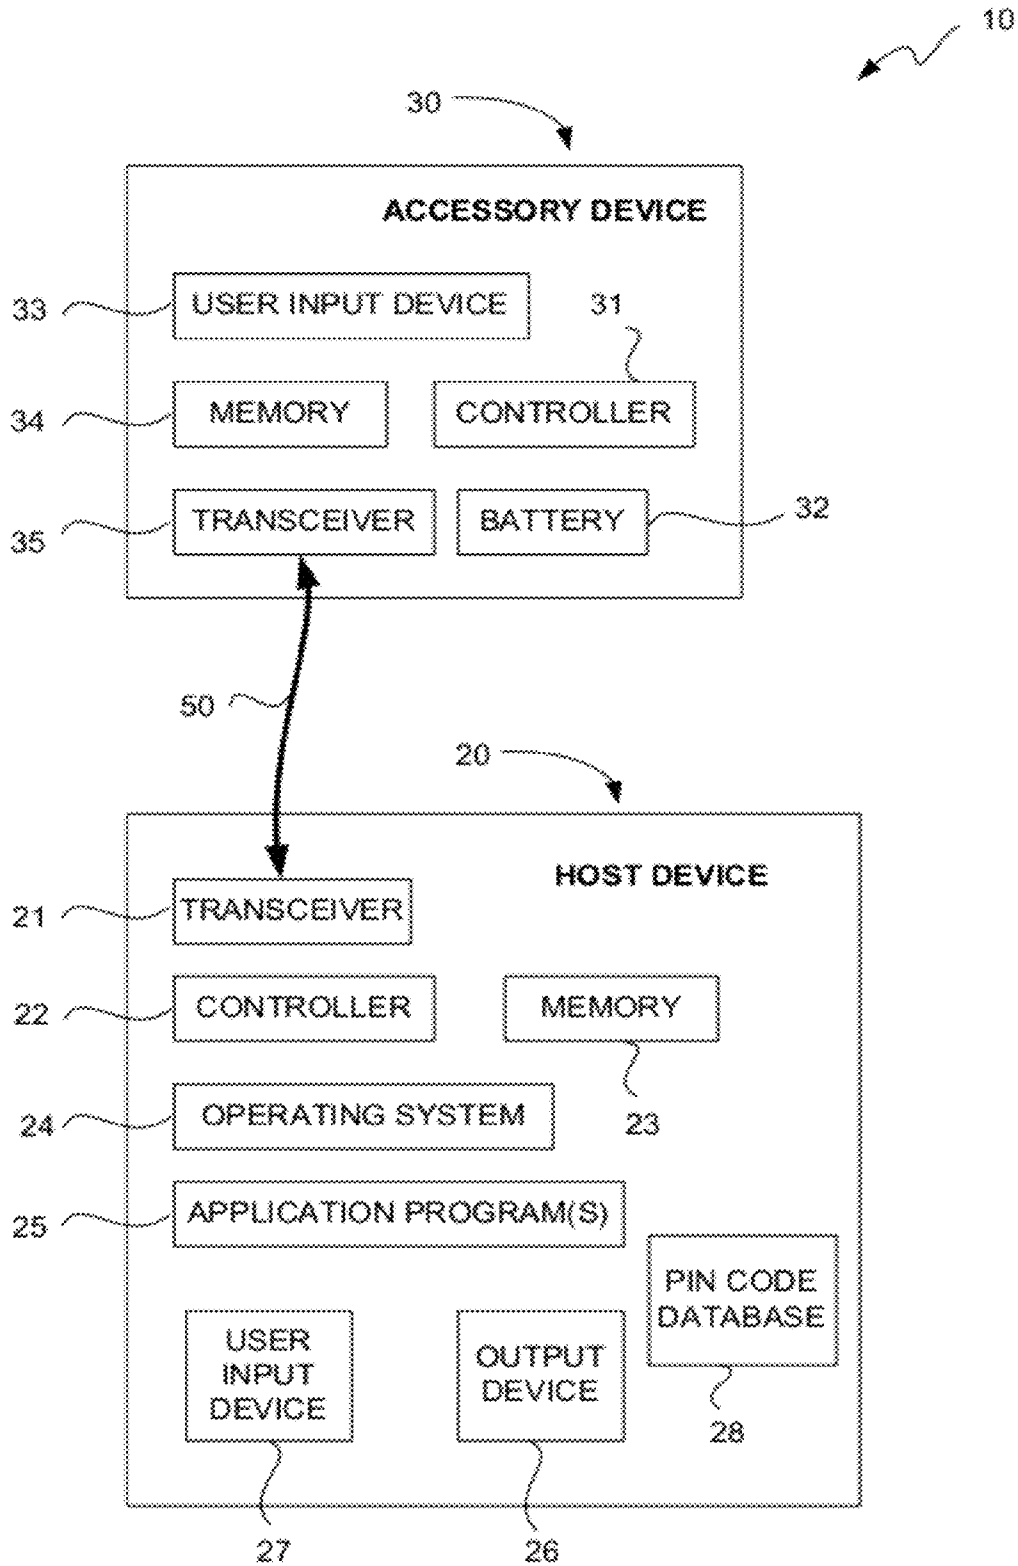 10
30
ACCESSORY DEVICE
33
USER INPUT DEVICE
31
34
MEMORY
CONTROLLER
35
TRANSCEIVER
BATTERY
32
50
20
HOST DEVICE
21
TRANSCEIVER
22
CONTROLLER
MEMORY
24
OPERATING SYSTEM
23
25
APPLICATION PROGRAM(S)
PIN CODE
DATABASE
USER
INPUT
DEVICE
OUTPUT
DEVICE
28
27
26